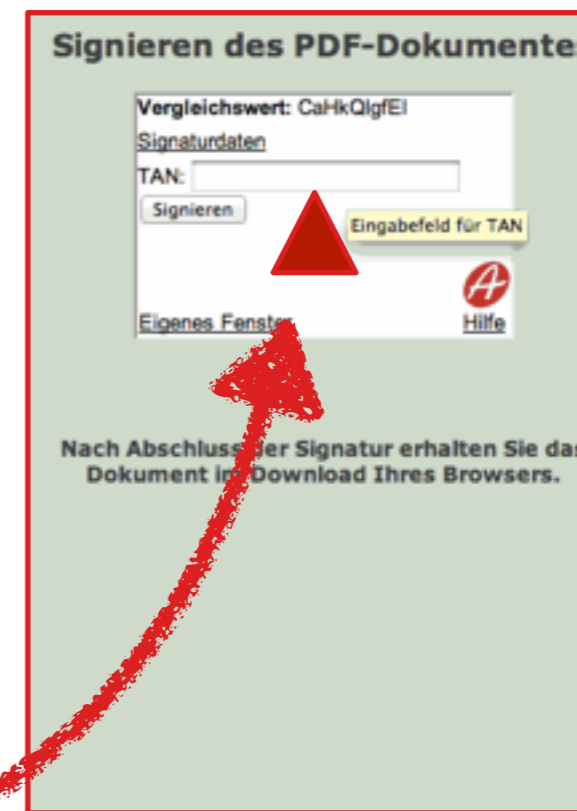 Signieren des PDF-Dokumentes
Vergleichswert: CaHkQlgfEl
Signaturdaten
TAN:
Signieren
Eingabefeld für TAN
Eigenes Fenster
Hilfe
Nach Abschluss der Signatur erhalten Sie das
Dokument im Download Ihres Browsers.